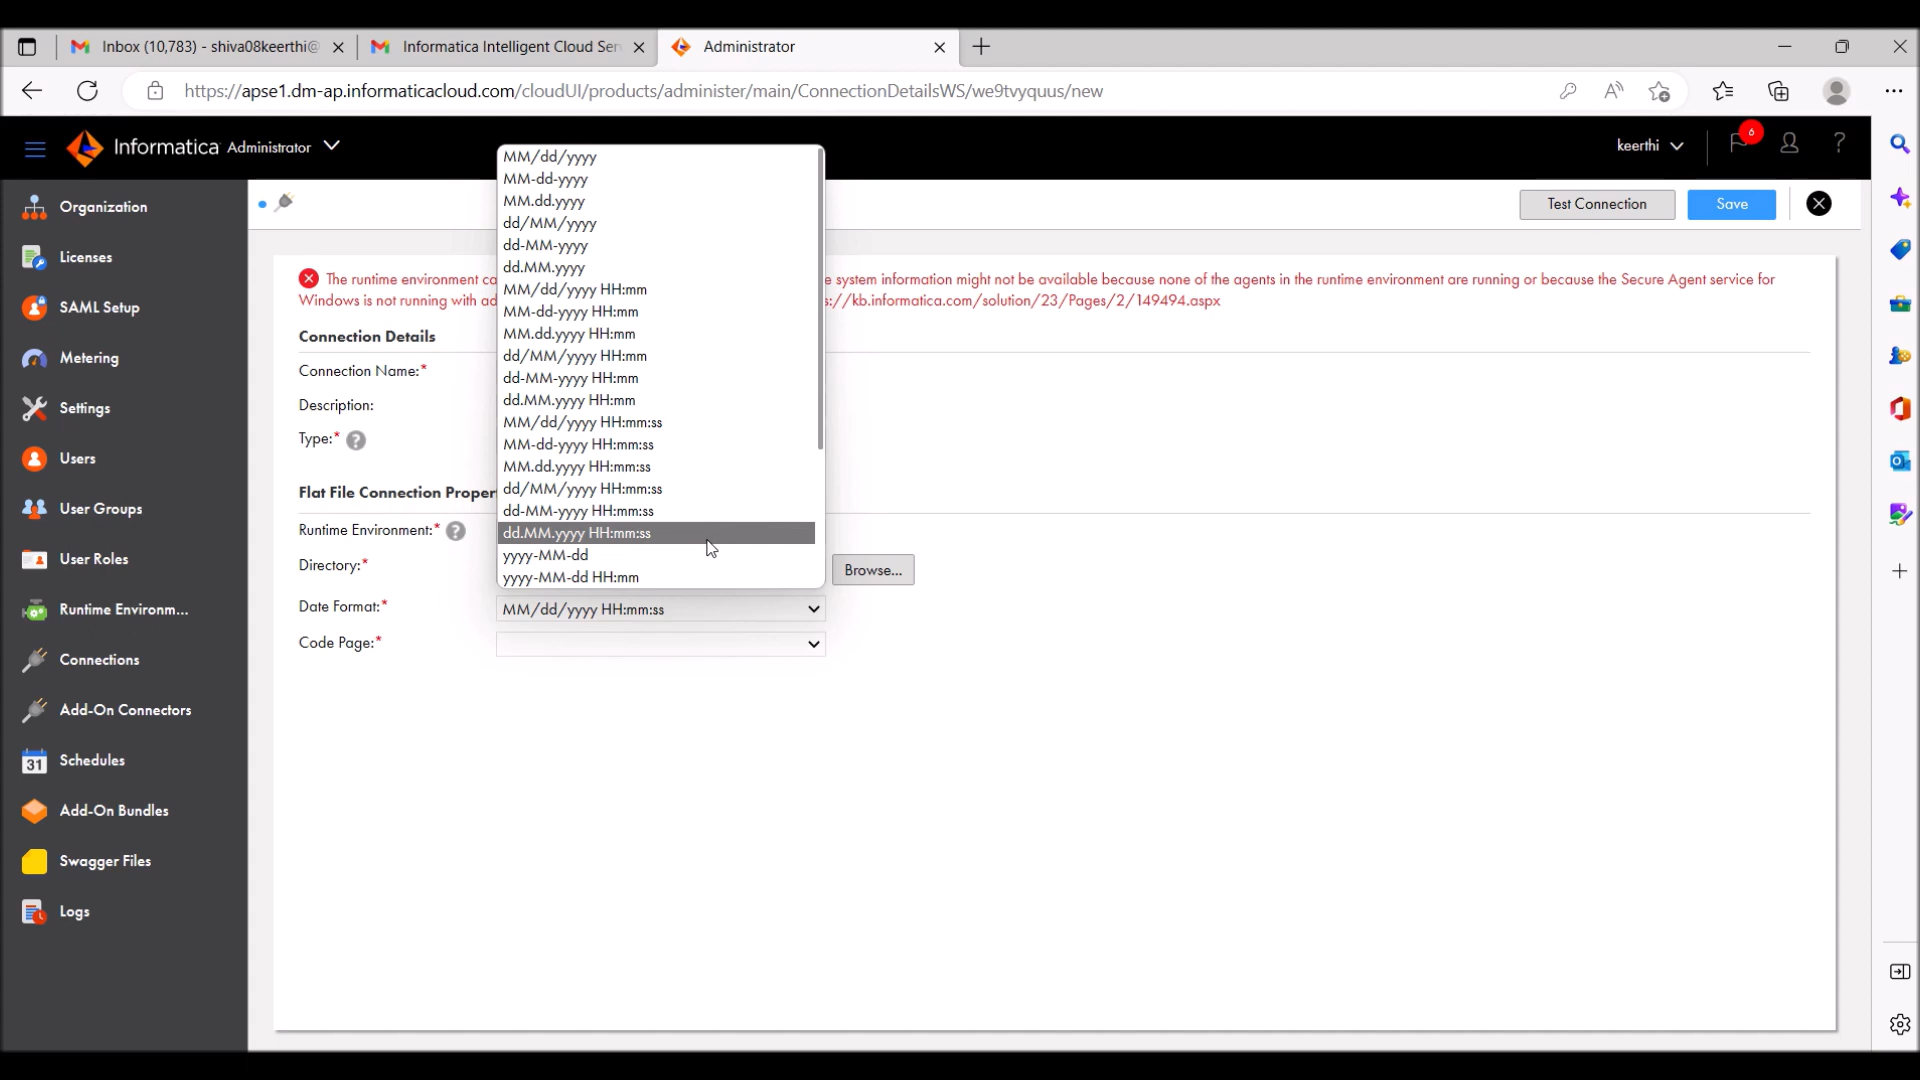 Inbox (10,783) - shiva08keerthi@
Informatica Intelligent Cloud Ser
Administrator
https://apse1.dm-ap.informaticacloud.com/cloudUI/products/administer/main/ConnectionDetailsWS/we9tvyquus/new
Informatica Administrator
keerthi
6
?
Organization
Licenses
SAML Setup
Metering
Settings
Users
User Groups
User Roles
Runtime Environm...
Connections
Add-On Connectors
31 Schedules
Add-On Bundles
Swagger Files
Logs
Test Connection
Save
The runtime environment ca
e system information might not be available because none of the agents in the runtime environment are running or because the Secure Agent service for
Windows is not running with ad
s://kb.informatica.com/solution/23/Pages/2/149494.aspx
Connection Details
Connection Name:*
Description:
Type:* ?
Flat File Connection Proper
Runtime Environment:* ?
Directory:*
Browse...
Date Format:*
MM/dd/yyyy HH:mm:ss
Code Page:*
MM/dd/yyyy
MM-dd-yyyy
MM.dd.yyyy
dd/MM/yyyy
dd-MM-yyyy
dd.MM.yyyy
MM/dd/yyyy HH:mm
MM-dd-yyyy HH:mm
MM.dd.yyyy HH:mm
dd/MM/yyyy HH:mm
dd-MM-yyyy HH:mm
dd.MM.yyyy HH:mm
MM/dd/yyyy HH:mm:ss
MM-dd-yyyy HH:mm:ss
MM.dd.yyyy HH:mm:ss
dd/MM/yyyy HH:mm:ss
dd-MM-yyyy HH:mm:ss
dd.MM.yyyy HH:mm:ss
yyyy-MM-dd
yyyy-MM-dd HH:mm